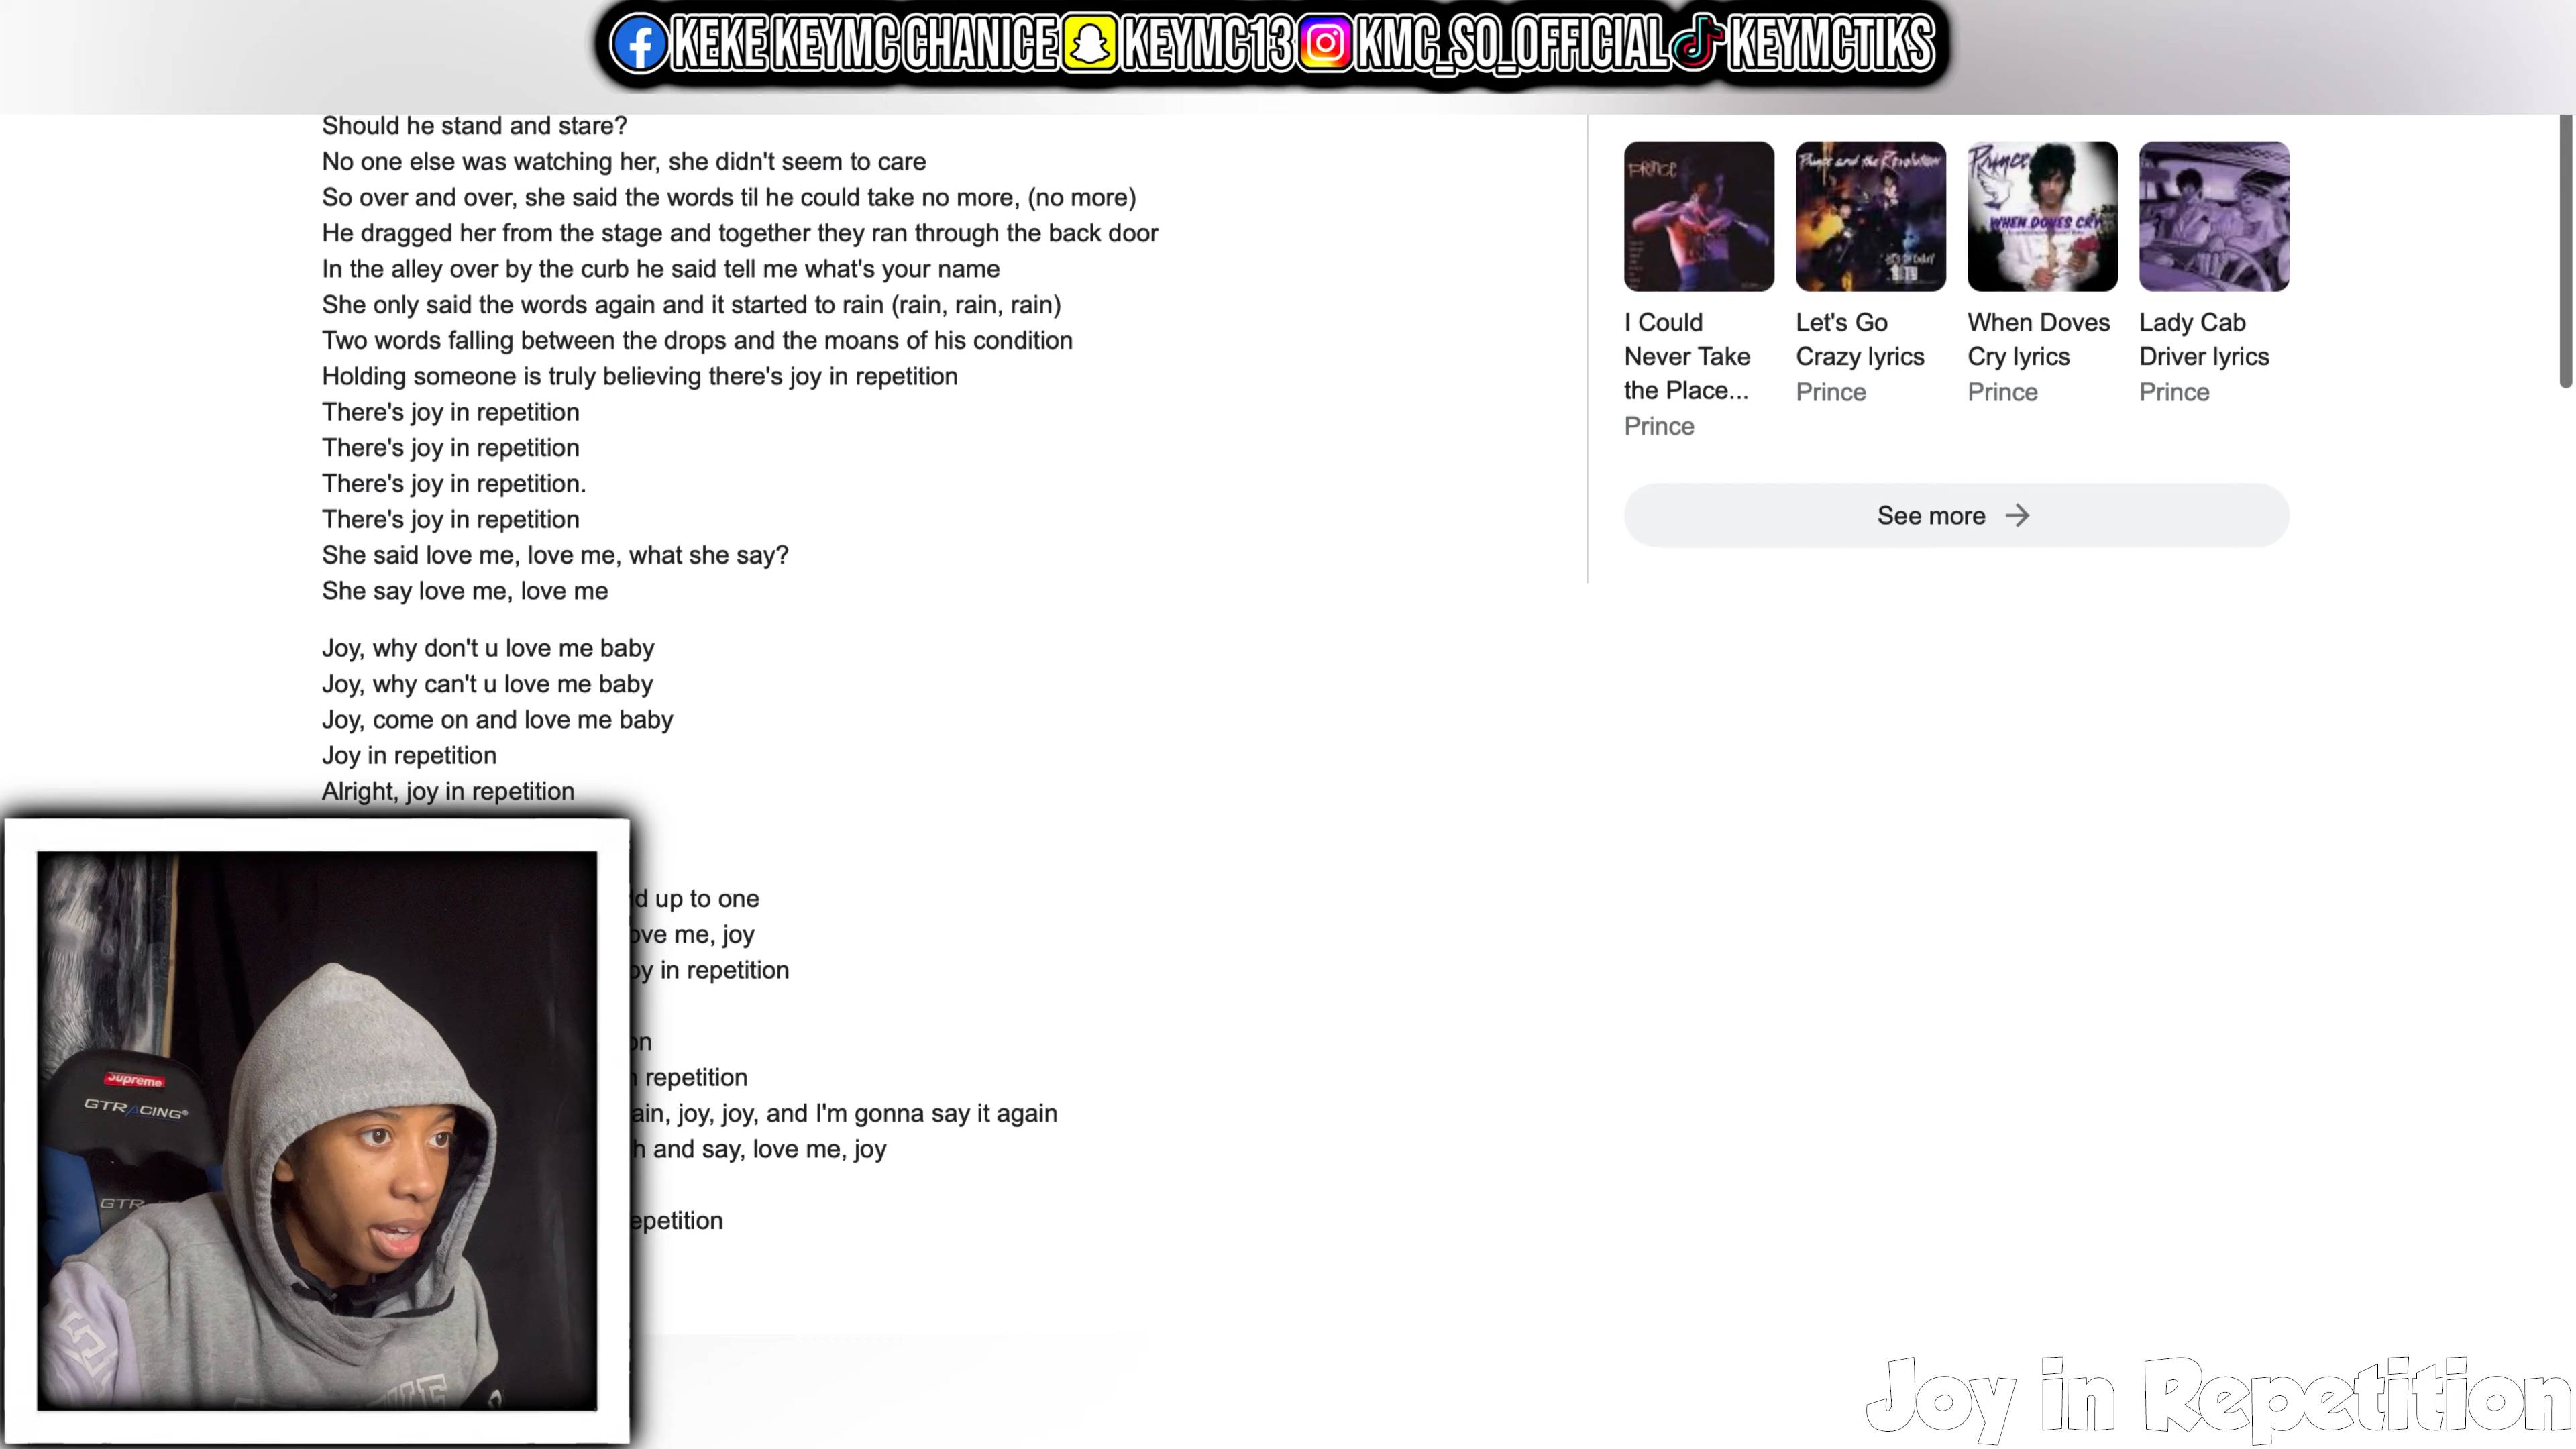 KEKE KEYMC CHANICE KEYMC13 KMC_SO_OFFICIAL KEYMCTIKS
Should he stand and stare?
No one else was watching her, she didn't seem to care
So over and over, she said the words til he could take no more, (no more)
He dragged her from the stage and together they ran through the back door
In the alley over by the curb he said tell me what's your name
She only said the words again and it started to rain (rain, rain, rain)
Two words falling between the drops and the moans of his condition
Holding someone is truly believing there's joy in repetition
There's joy in repetition
There's joy in repetition
There's joy in repetition.
There's joy in repetition
She said love me, love me, what she say?
She say love me, love me
Joy, why don't u love me baby
Joy, why can't u love me baby
Joy, come on and love me baby
Joy in repetition
Alright, joy in repetition
up to one
me, joy
in repetition
repetition
joy, joy, and I'm gonna say it again
and say, love me, joy
PRINCE
Prince and the Revolution
Prince
WHEN DOVES CRY
I Could
Never Take
the Place...
Prince
Let's Go
Crazy lyrics
Prince
When Doves
Cry lyrics
Prince
Lady Cab
Driver lyrics
Prince
See more
Supreme
GTRACING
GTR
Joy in Repetition